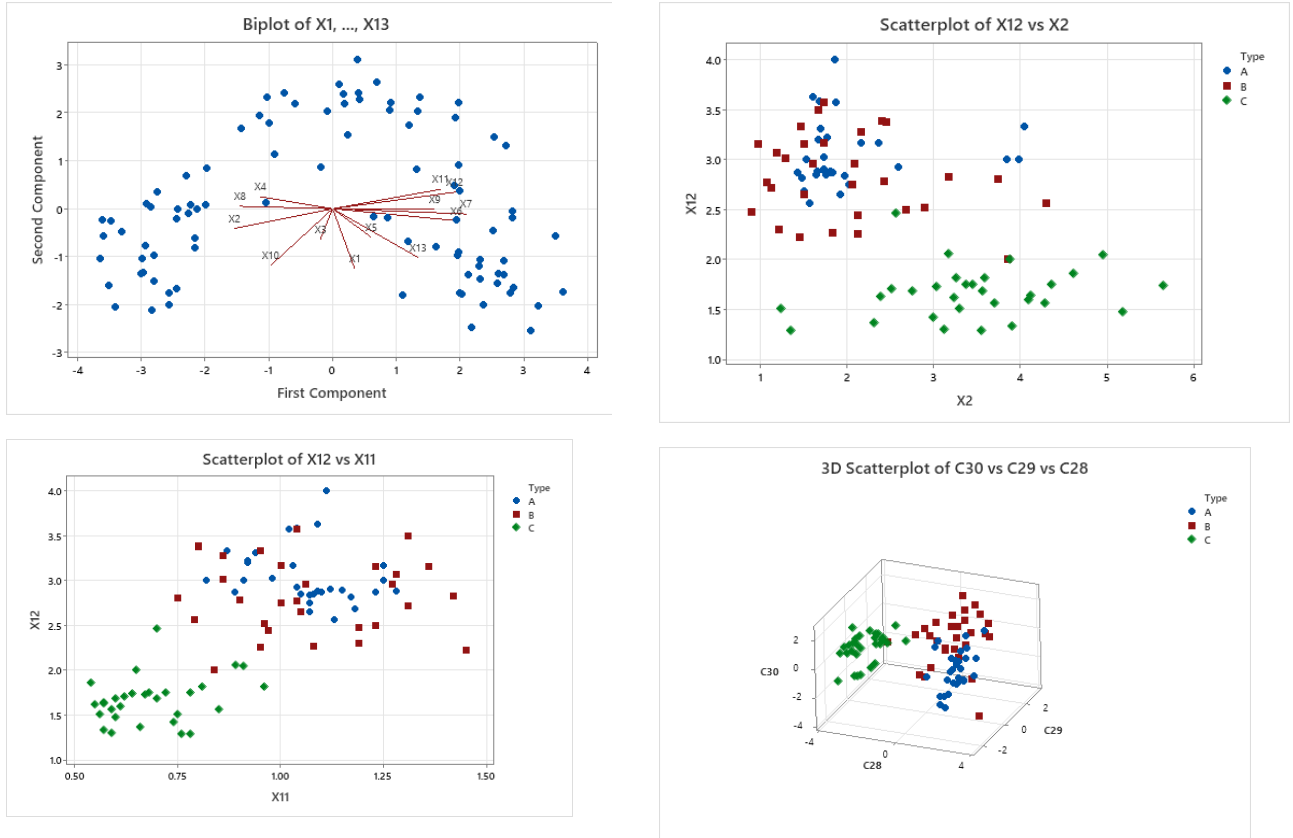 Biplot of X1, ..., X13
3
2
1
0
-1
-2
-3
Second Component
-4
-3
-2
-1
0
1
2
3
4
First Component
X4
X8
X2
X10
X3
X1
X5
X13
X11
X12
X9
X7
X6
Scatterplot of X12 vs X2
4.0
3.5
3.0
2.5
2.0
1.5
1.0
X12
1
2
3
4
5
6
X2
Type
A
B
C
Scatterplot of X12 vs X11
4.0
3.5
3.0
2.5
2.0
1.5
1.0
X12
0.50
0.75
1.00
1.25
1.50
X11
Type
A
B
C
3D Scatterplot of C30 vs C29 vs C28
Type
A
B
C
2
0
-2
-4
C30
-4
0
4
C28
-2
0
2
C29